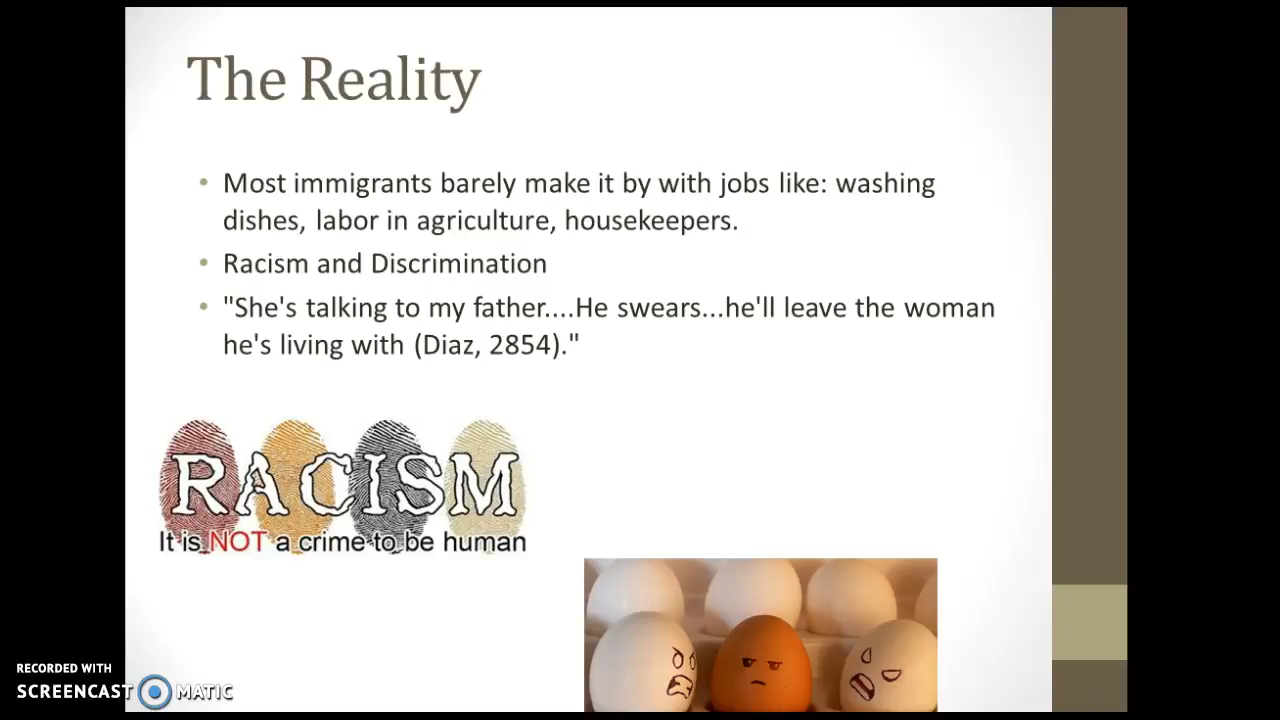 The Reality
• Most immigrants barely make it by with jobs like: washing
dishes, labor in agriculture, housekeepers.
• Racism and Discrimination
• "She's talking to my father....He swears...he'll leave the woman
he's living with (Diaz, 2854)."
RACISM
It is NOT a crime to be human
RECORDED WITH
SCREENCAST MATIC